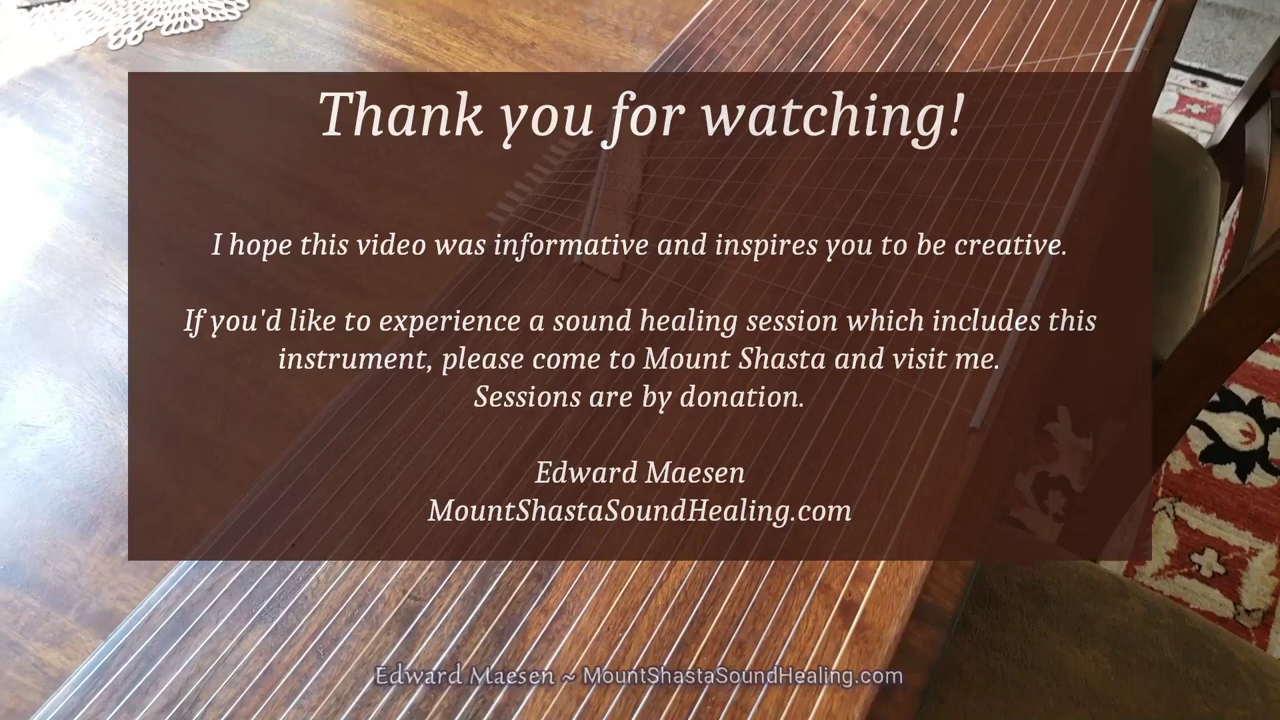 Thank you for watching!
I hope this video was informative and inspires you to be creative.
If you'd like to experience a sound healing session which includes this
instrument, please come to Mount Shasta and visit me.
Sessions are by donation.
Edward Maesen
MountShastaSoundHealing.com
Edward Maesen ~ MountShastaSoundHealing.com